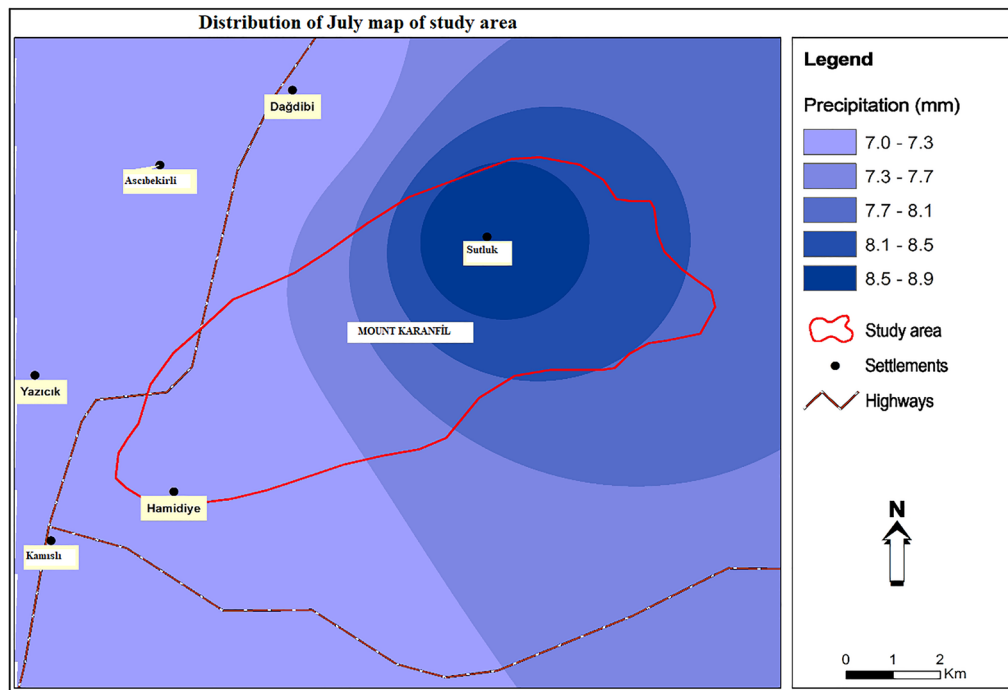 Distribution of July map of study area
Dağdibi
Ascıbekirli
Sutluk
MOUNT KARANFİL
Yazıcık
Hamidiye
Kamıslı
Legend
Precipitation (mm)
7.0 - 7.3
7.3 - 7.7
7.7 - 8.1
8.1 - 8.5
8.5 - 8.9
Study area
Settlements
Highways
N
0 1 2
Km